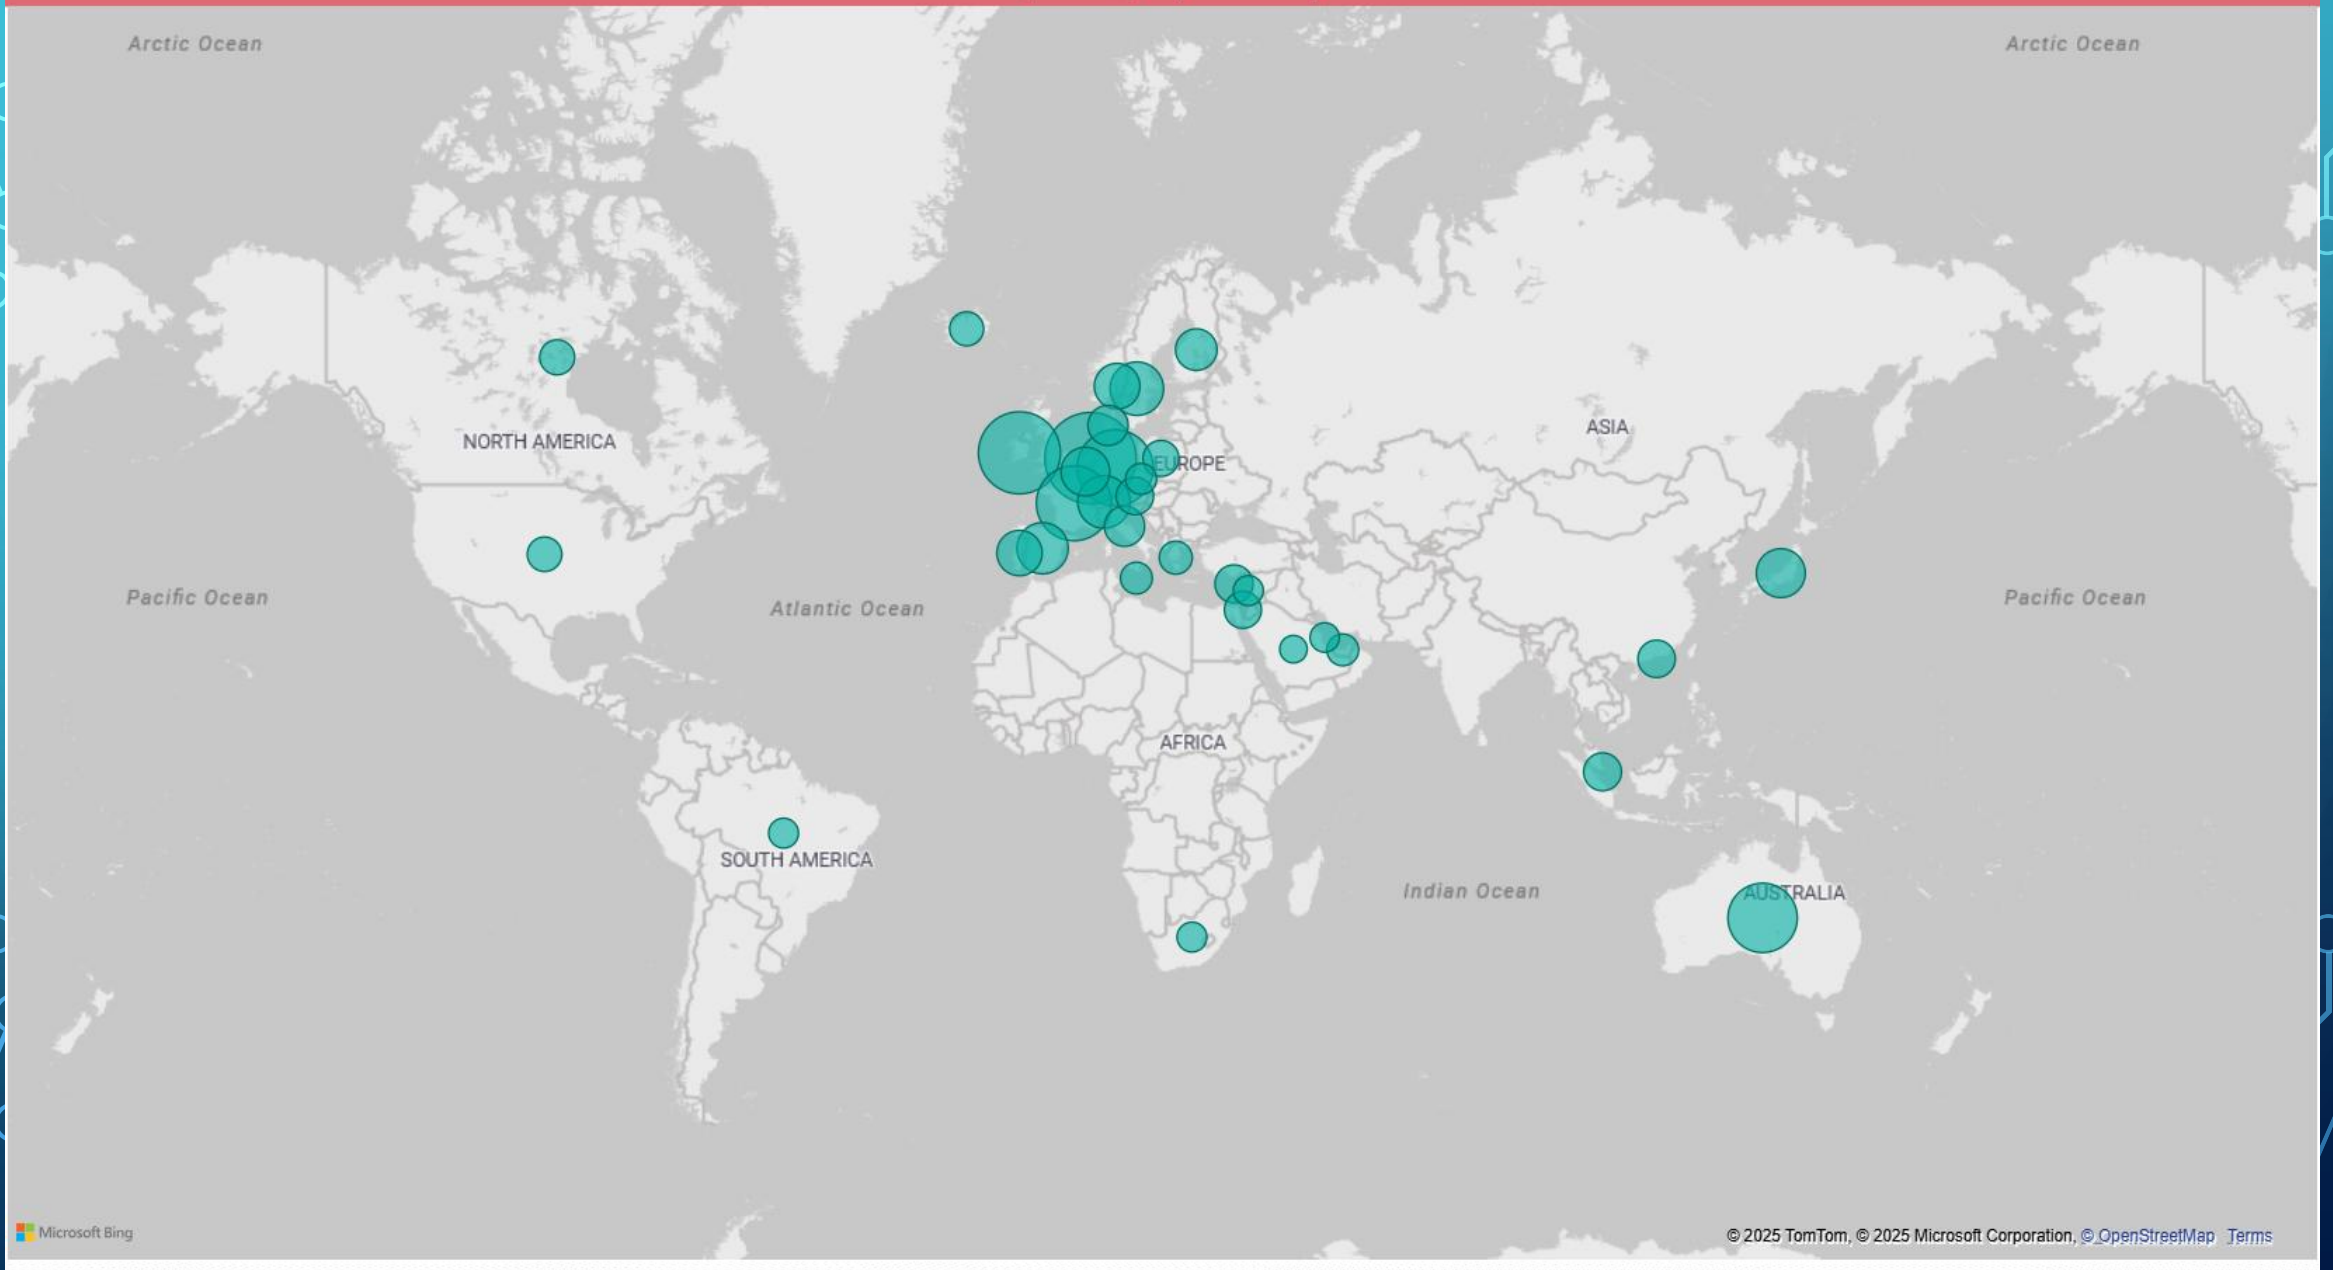 Arctic Ocean
Arctic Ocean
NORTH AMERICA
ASIA
EUROPE
Pacific Ocean
Atlantic Ocean
Pacific Ocean
AFRICA
SOUTH AMERICA
Indian Ocean
AUSTRALIA
Microsoft Bing
© 2025 TomTom, © 2025 Microsoft Corporation, © OpenStreetMap Terms